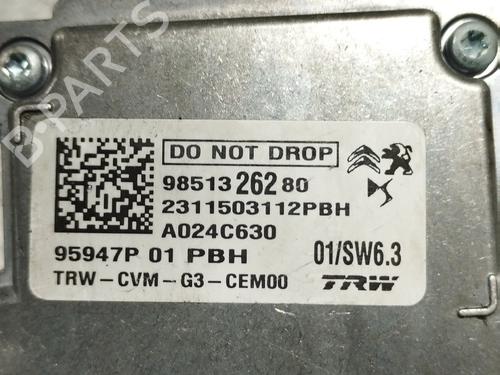 DO NOT DROP
98513 262 80
2311503112PBH
A024C630
95947P 01 PBH
01/SW6.3
TRW-CVM-G3-CEM00
TRW
B-PARTS